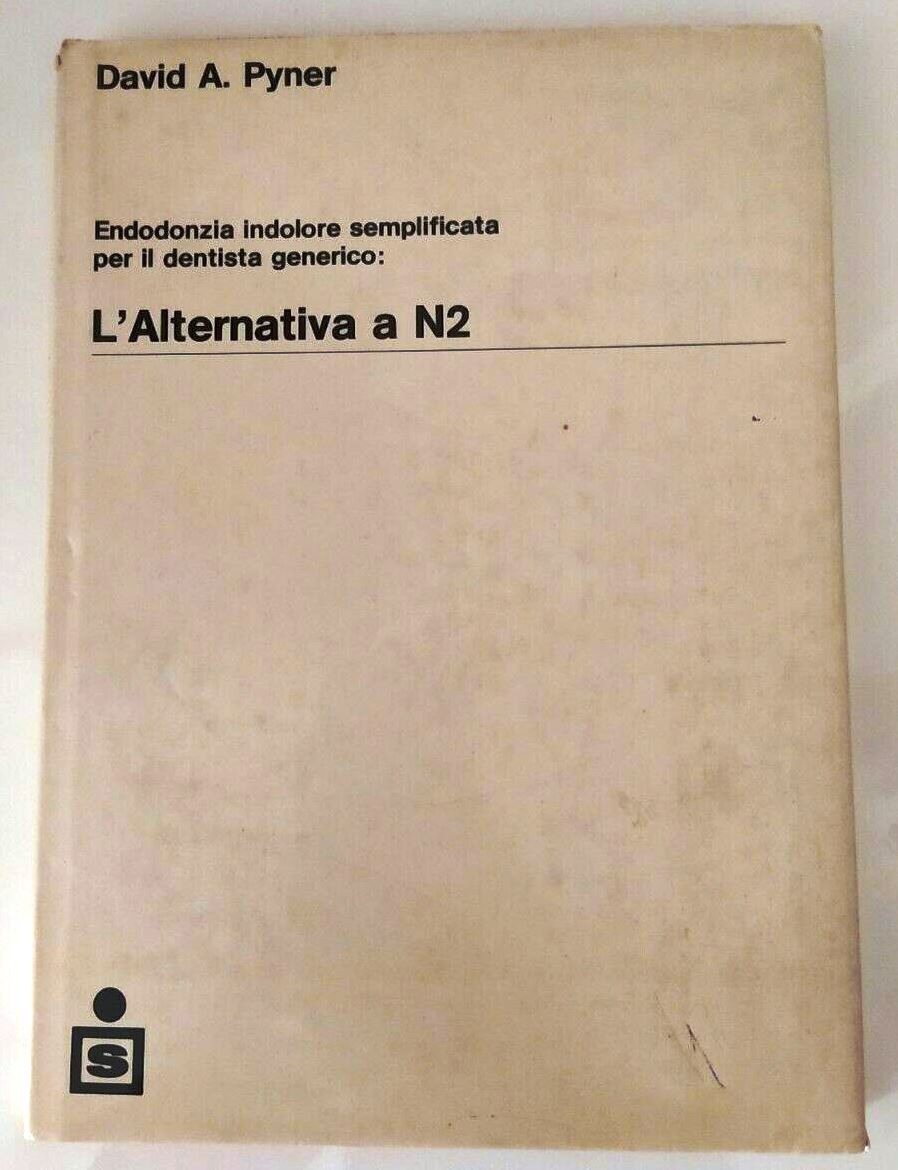 David A. Pyner
Endodonzia indolore semplificata
per il dentista generico:
L'Alternativa a N2
S